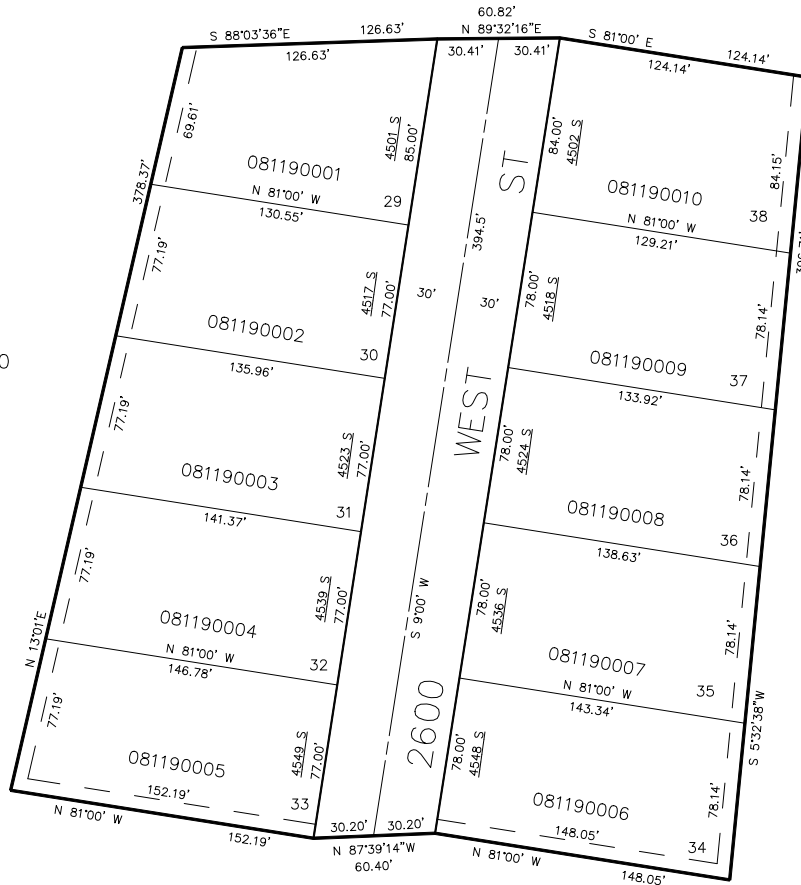 60.82'
S 88°03'36"E
126.63'
N 89°32'16"E
S 81°00' E
124.14'
126.63'
30.41'
30.41'
124.14'
69.61'
4501 S
85.00'
84.00'
4502 S
84.15'
378.37'
081190001
N 81°00' W
130.55'
29
ST
081190010
N 81°00' W
129.21'
38
77.19'
394.5'
4517 S
77.00'
30'
30'
78.00'
4518 S
78.14'
081190002
30
135.96'
081190009
37
133.92'
0
77.19'
4523 S
77.00'
WEST
78.00'
4524 S
78.14'
081190003
31
141.37'
081190008
36
138.63'
77.19'
4539 S
77.00'
S 9°00' W
78.00'
4536 S
78.14'
081190004
N 81°00' W
146.78'
32
N 13°01'E
081190007
N 81°00' W
143.34'
35
S 5°32'38"W
77.19'
4549 S
77.00'
2600
78.00'
4548 S
78.14'
081190005
152.19'
33
081190006
148.05'
34
N 81°00' W
152.19'
30.20'
30.20'
N 87°39'14"W
60.40'
N 81°00' W
148.05'